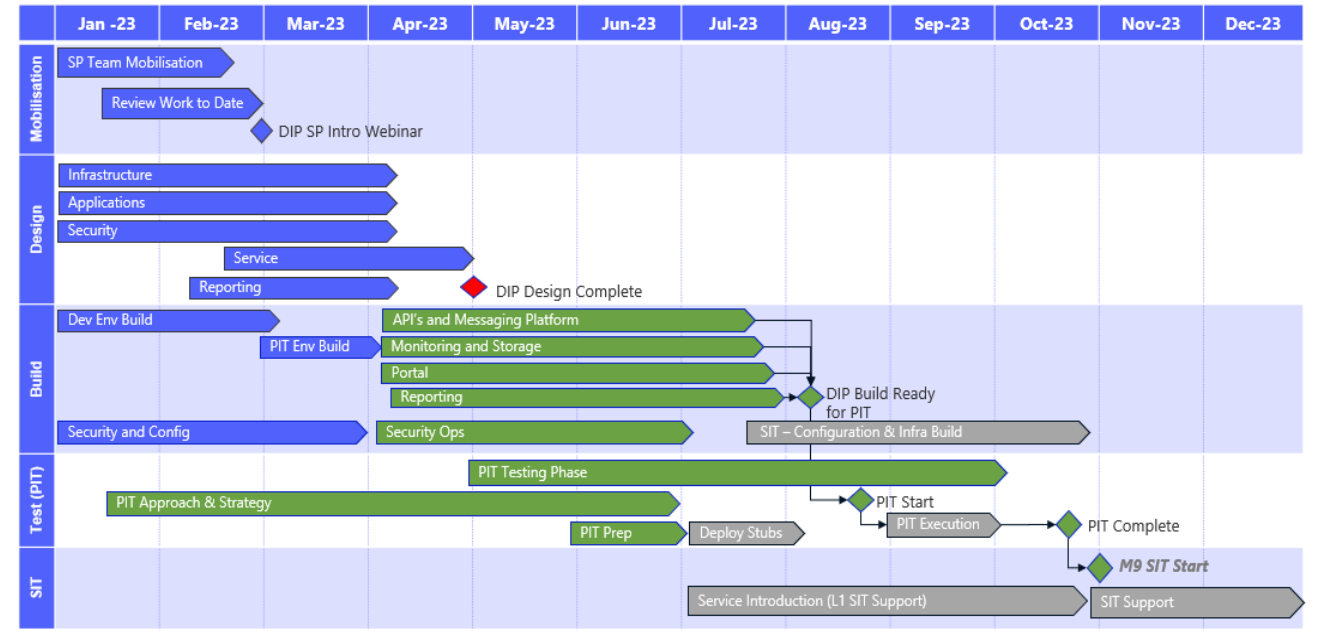 Jan -23 Feb-23 Mar-23 Apr-23 May-23 Jun-23 Jul-23 Aug-23 Sep-23 Oct-23 Nov-23 Dec-23
Mobilisation
SP Team Mobilisation
Review Work to Date
DIP SP Intro Webinar
Design
Infrastructure
Applications
Security
Service
Reporting
DIP Design Complete
Build
Dev Env Build
API's and Messaging Platform
PIT Env Build
Monitoring and Storage
Portal
Reporting
DIP Build Ready
for PIT
Security and Config
Security Ops
SIT – Configuration & Infra Build
Test (PIT)
PIT Testing Phase
PIT Approach & Strategy
PIT Start
PIT Prep
Deploy Stubs
PIT Execution
PIT Complete
SIT
M9 SIT Start
Service Introduction (L1 SIT Support)
SIT Support